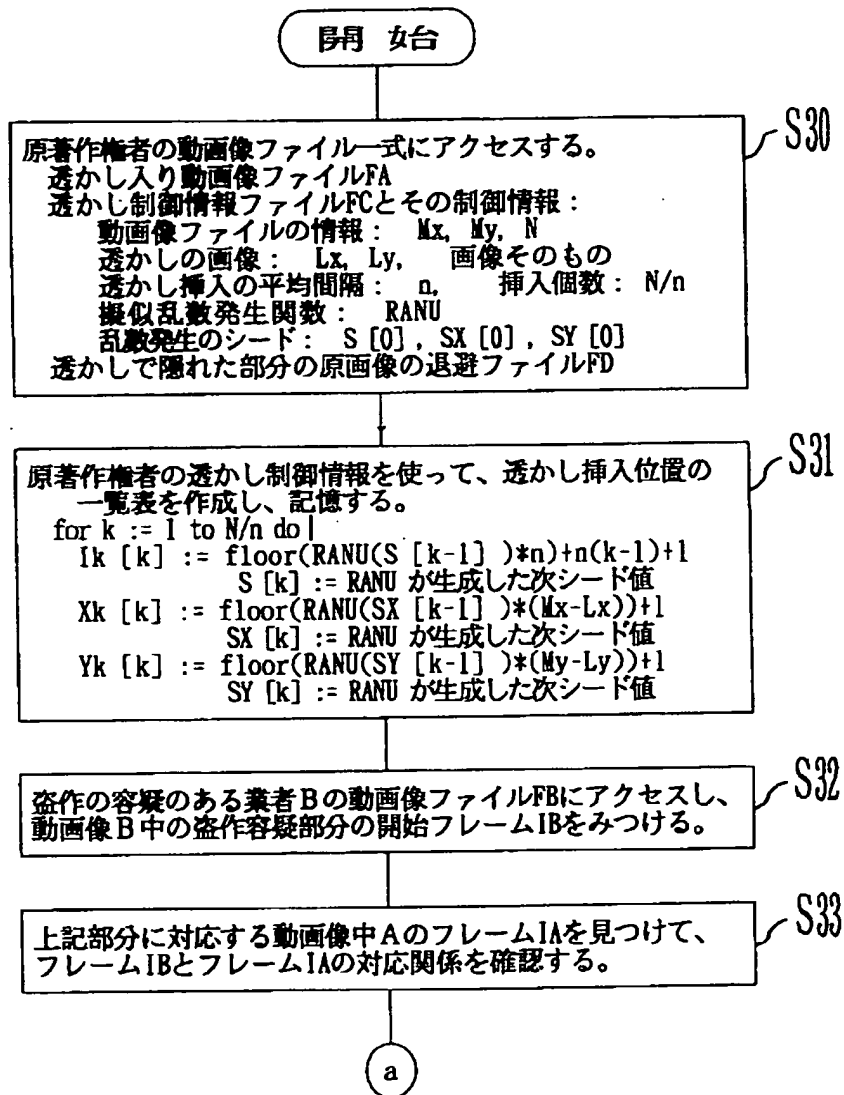 開 始
S30
原著作権者の動画像ファイル一式にアクセスする。
透かし入り動画像ファイルFA
透かし制御情報ファイルFCとその制御情報：
動画像ファイルの情報： Mx, My, N
透かしの画像： Lx, Ly, 画像そのもの
透かし挿入の平均間隔： n, 挿入個数： N/n
擬似乱数発生関数： RANU
乱数発生のシード： S [0] , SX [0] , SY [0]
透かしで隠れた部分の原画像の退避ファイルFD
S31
原著作権者の透かし制御情報を使って、透かし挿入位置の
一覧表を作成し、記憶する。
for k := 1 to N/n do {
Ik [k] := floor(RANU(S [k-1] )*n)+n(k-1)+1
S [k] := RANU が生成した次シード値
Xk [k] := floor(RANU(SX [k-1] )*(Mx-Lx))+1
SX [k] := RANU が生成した次シード値
Yk [k] := floor(RANU(SY [k-1] )*(My-Ly))+1
SY [k] := RANU が生成した次シード値
S32
盗作の容疑のある業者Bの動画像ファイルFBにアクセスし、
動画像B中の盗作容疑部分の開始フレームIBをみつける。
S33
上記部分に対応する動画像中AのフレームIAを見つけて、
フレームIBとフレームIAの対応関係を確認する。
a